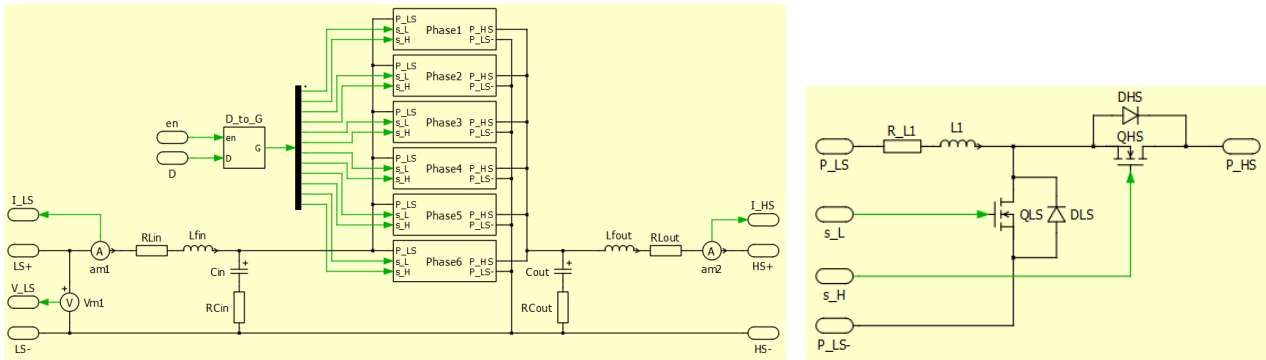 P_LS
s_L
s_H
Phase1
P_HS
P_LS-
P_LS
s_L
s_H
Phase2
P_HS
P_LS-
P_LS
s_L
s_H
Phase3
P_HS
P_LS-
P_LS
s_L
s_H
Phase4
P_HS
P_LS-
P_LS
s_L
s_H
Phase5
P_HS
P_LS-
P_LS
s_L
s_H
Phase6
P_HS
P_LS-
en
D
D_to_G
en
D
G
I_LS
LS+
A
am1
RLin
Lfin
V_LS
V
Vm1
Cin
RCin
LS-
I_HS
Lfout
RLout
A
am2
HS+
Cout
RCout
HS-
DHS
QHS
R_L1
L1
P_LS
P_HS
s_L
QLS
DLS
s_H
P_LS-